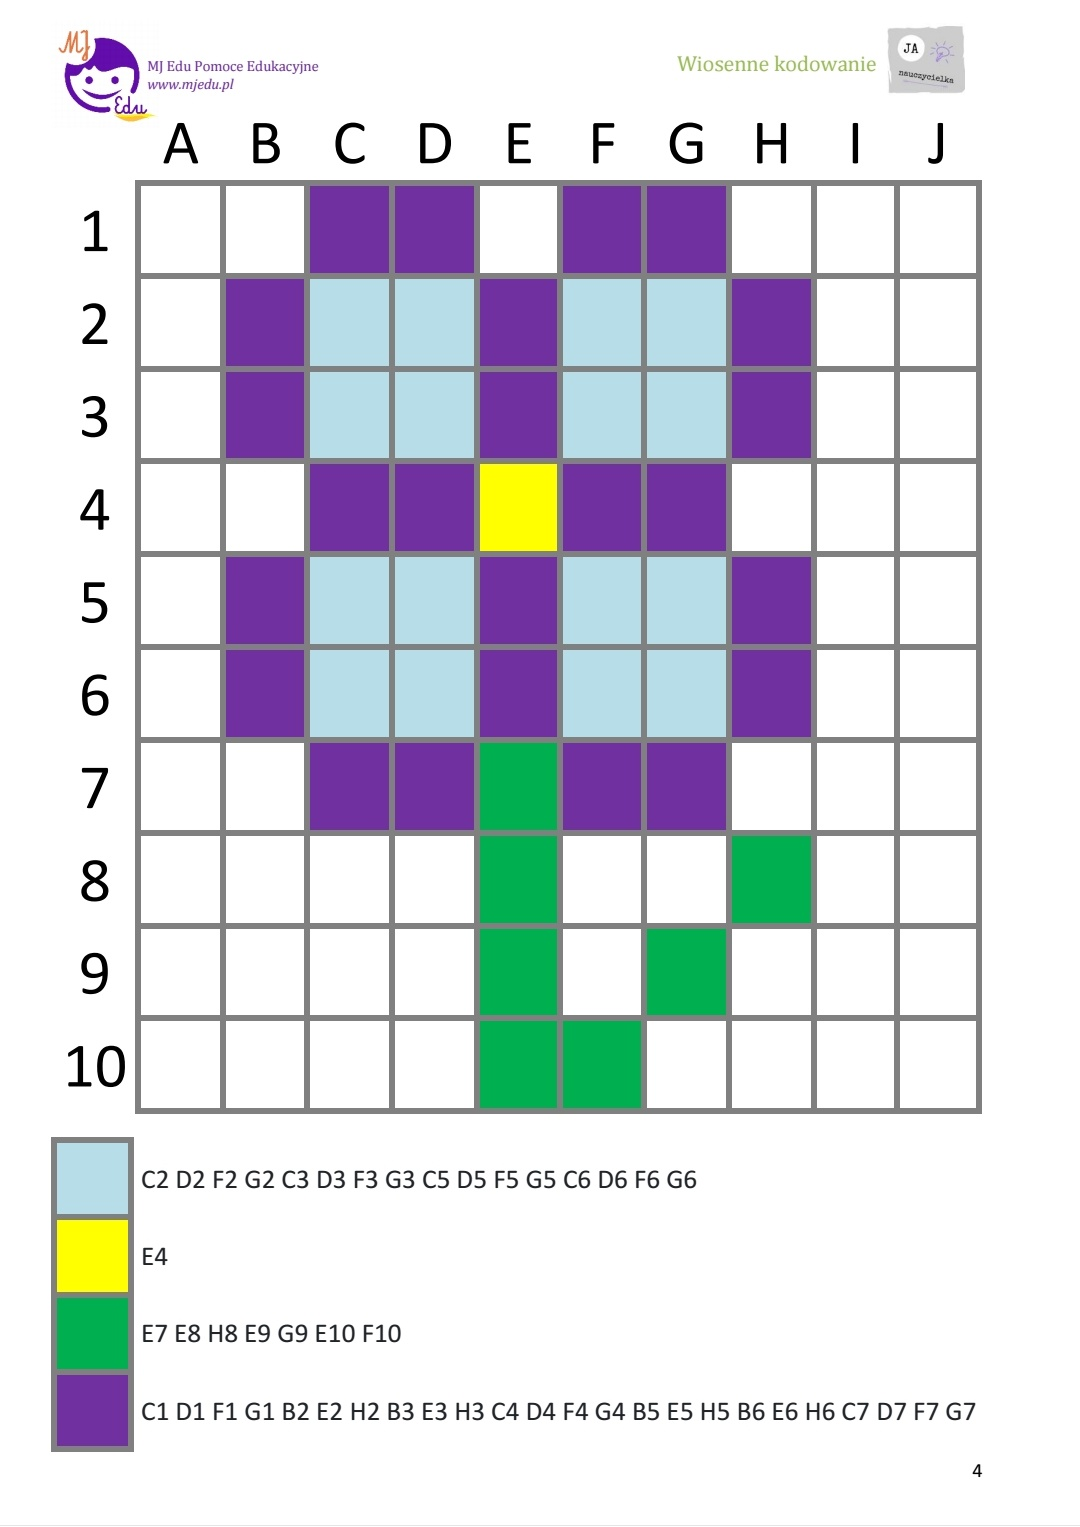 MJ
Edu
MJ Edu Pomoce Edukacyjne
www.mjedu.pl
Wiosenne kodowanie
JA
nauczycielka
A B C D E F G H I J
1
2
3
4
5
6
7
8
9
10
C2 D2 F2 G2 C3 D3 F3 G3 C5 D5 F5 G5 C6 D6 F6 G6
E4
E7 E8 H8 E9 G9 E10 F10
C1 D1 F1 G1 B2 E2 H2 B3 E3 H3 C4 D4 F4 G4 B5 E5 H5 B6 E6 H6 C7 D7 F7 G7
4